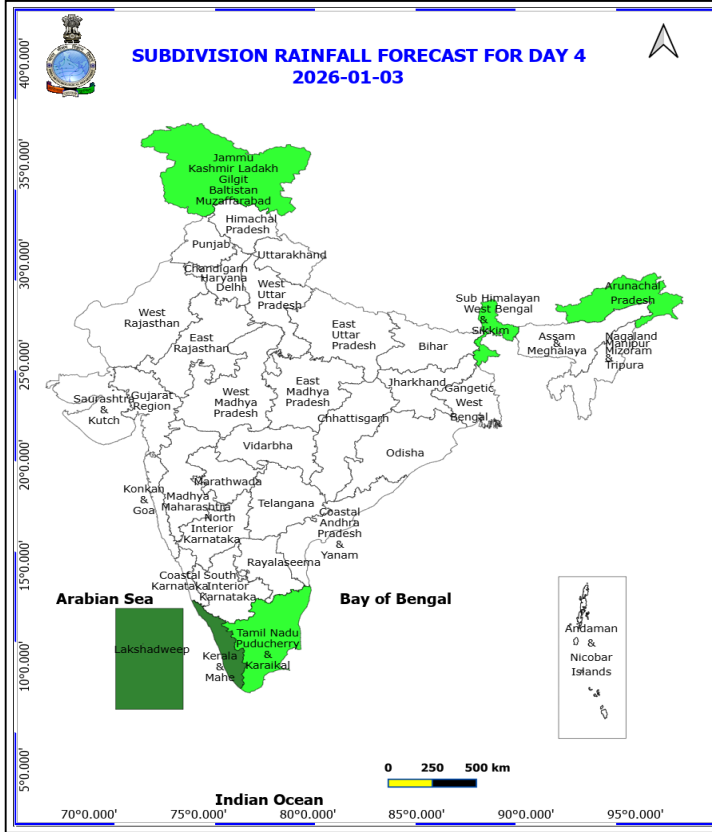 SUBDIVISION RAINFALL FORECAST FOR DAY 4
2026-01-03
40°0.000'
35°0.000'
30°0.000'
25°0.000'
20°0.000'
15°0.000'
10°0.000'
5°0.000'
Jammu
Kashmir Ladakh
Gilgit
Baltistan
Muzaffarabad
Himachal
Pradesh
Punjab
Uttarakhand
Chandigarh
Haryana
Delhi
West
Uttar
Pradesh
West
Rajasthan
East
Rajasthan
East
Uttar
Pradesh
Bihar
Sub Himalayan
West Bengal
&
Sikkim
Arunachal
Pradesh
Assam
&
Meghalaya
Nagaland
Manipur
Mizoram
&
Tripura
Saurashtra
&
Kutch
Gujarat
Region
West
Madhya
Pradesh
East
Madhya
Pradesh
Jharkhand
Gangetic
West
Bengal
Chhattisgarh
Odisha
Vidarbha
Konkan
&
Goa
Madhya
Maharashtra
Marathwada
Telangana
North
Interior
Karnataka
Coastal
Andhra
Pradesh
&
Yanam
Rayalaseema
Coastal
Karnataka
South
Interior
Karnataka
Arabian Sea
Bay of Bengal
Lakshadweep
Kerala
&
Mahe
Tamil Nadu
Puducherry
&
Karaikal
Andaman
&
Nicobar
Islands
0 250 500 km
Indian Ocean
70°0.000' 75°0.000' 80°0.000' 85°0.000' 90°0.000' 95°0.000'